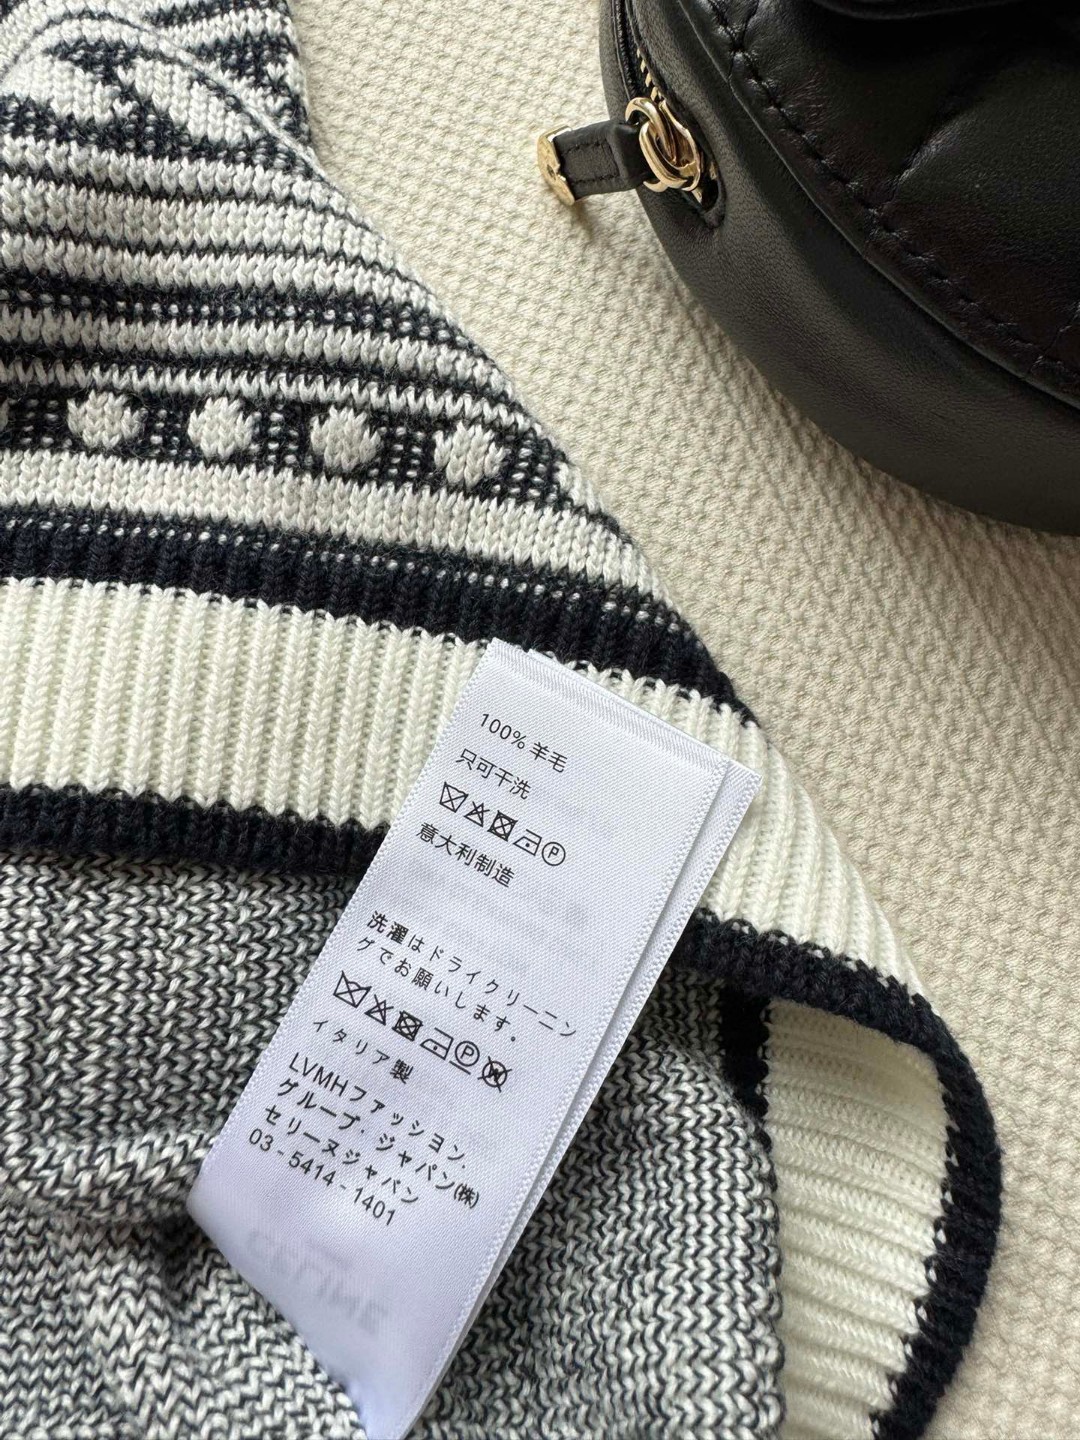 100% 羊毛
只可干洗
意大利制造
洗濯はドライクリーニン
グでお願いします。
イタリア製
LVMHファッション.
グループ. ジャパン(株)
セリーヌジャパン
03-5414-1401
CELINE